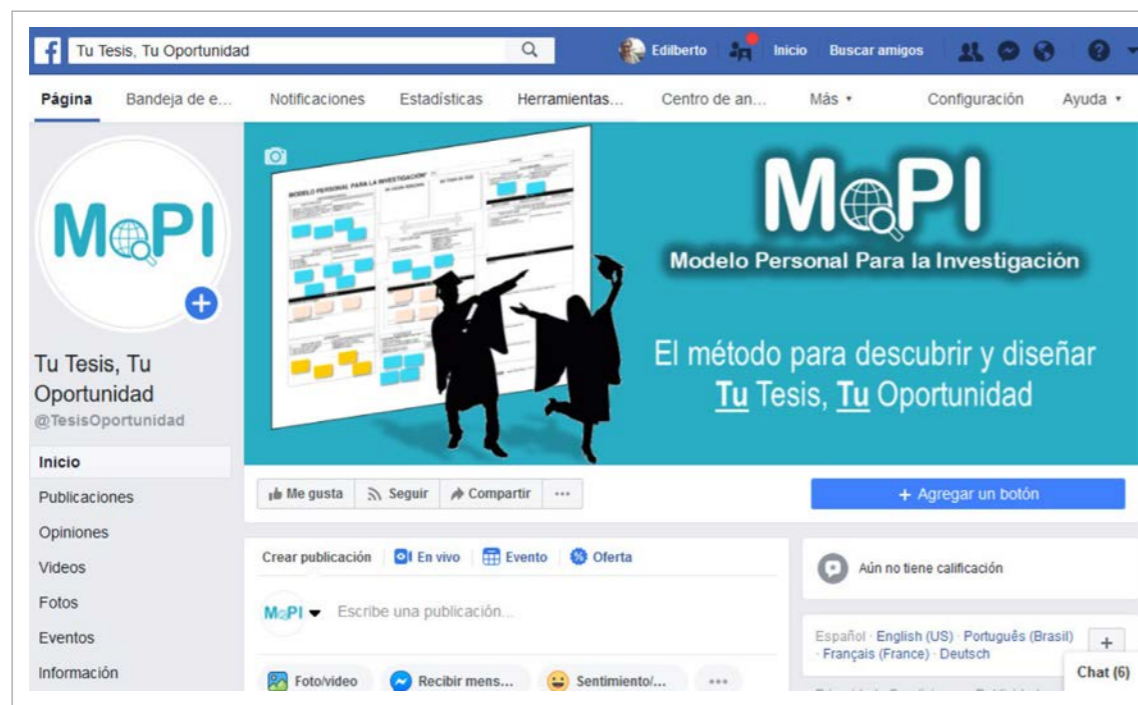 Tu Tesis, Tu Oportunidad
Edilberto
Inicio
Buscar amigos
Página
Bandeja de e...
Notificaciones
Estadísticas
Herramientas...
Centro de an...
Más
Configuración
Ayuda
MoPI
MODELO PERSONAL PARA LA INVESTIGACION
MoPI
Modelo Personal Para la Investigación
El método para descubrir y diseñar
Tu Tesis, Tu Oportunidad
Tu Tesis, Tu
Oportunidad
@TesisOportunidad
Inicio
Publicaciones
Opiniones
Videos
Fotos
Eventos
Información
Me gusta
Seguir
Compartir
+ Agregar un botón
Crear publicación
En vivo
Evento
Oferta
MoPI
Escribe una publicación...
Foto/video
Recibir mens...
Sentimiento/...
Aún no tiene calificación
Español · English (US) · Português (Brasil)
· Français (France) · Deutsch
Chat (6)